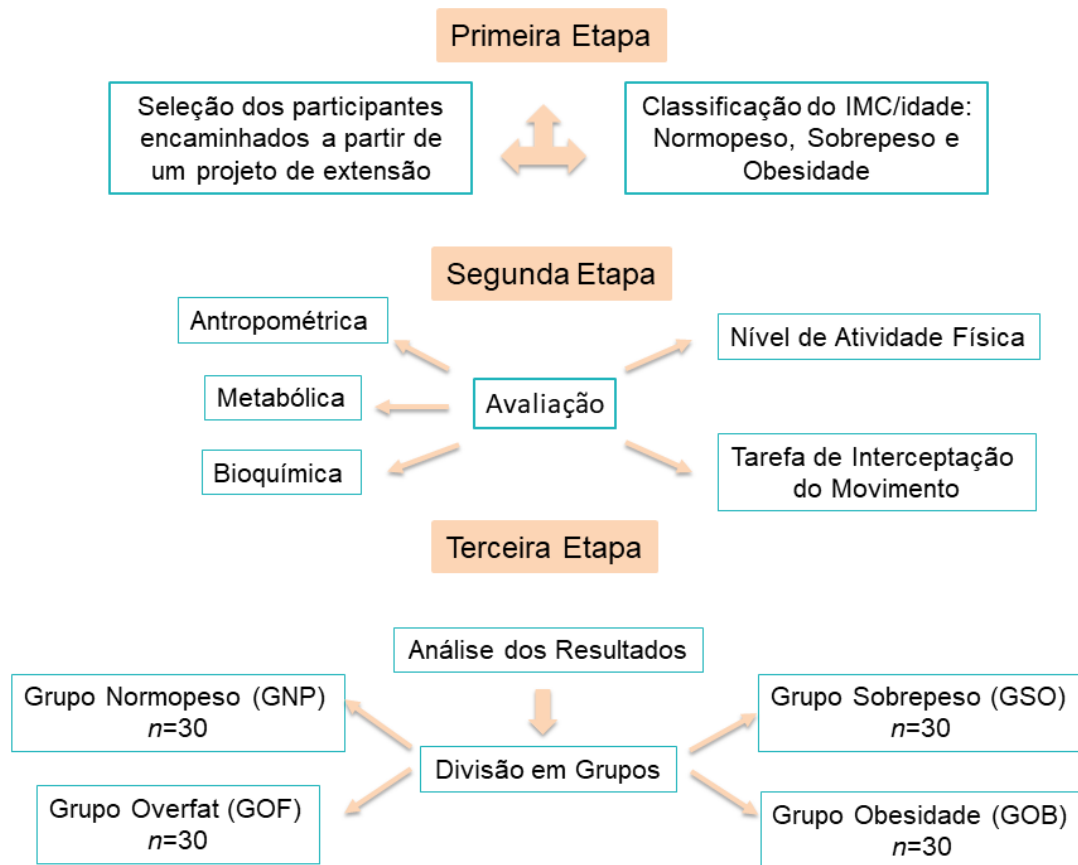 Primeira Etapa
Seleção dos participantes
encaminhados a partir de
um projeto de extensão
Classificação do IMC/idade:
Normopeso, Sobrepeso e
Obesidade
Segunda Etapa
Antropométrica
Metabólica
Bioquímica
Avaliação
Nível de Atividade Física
Tarefa de Interceptação
do Movimento
Terceira Etapa
Análise dos Resultados
Grupo Normopeso (GNP)
n=30
Grupo Sobrepeso (GSO)
n=30
Divisão em Grupos
Grupo Overfat (GOF)
n=30
Grupo Obesidade (GOB)
n=30